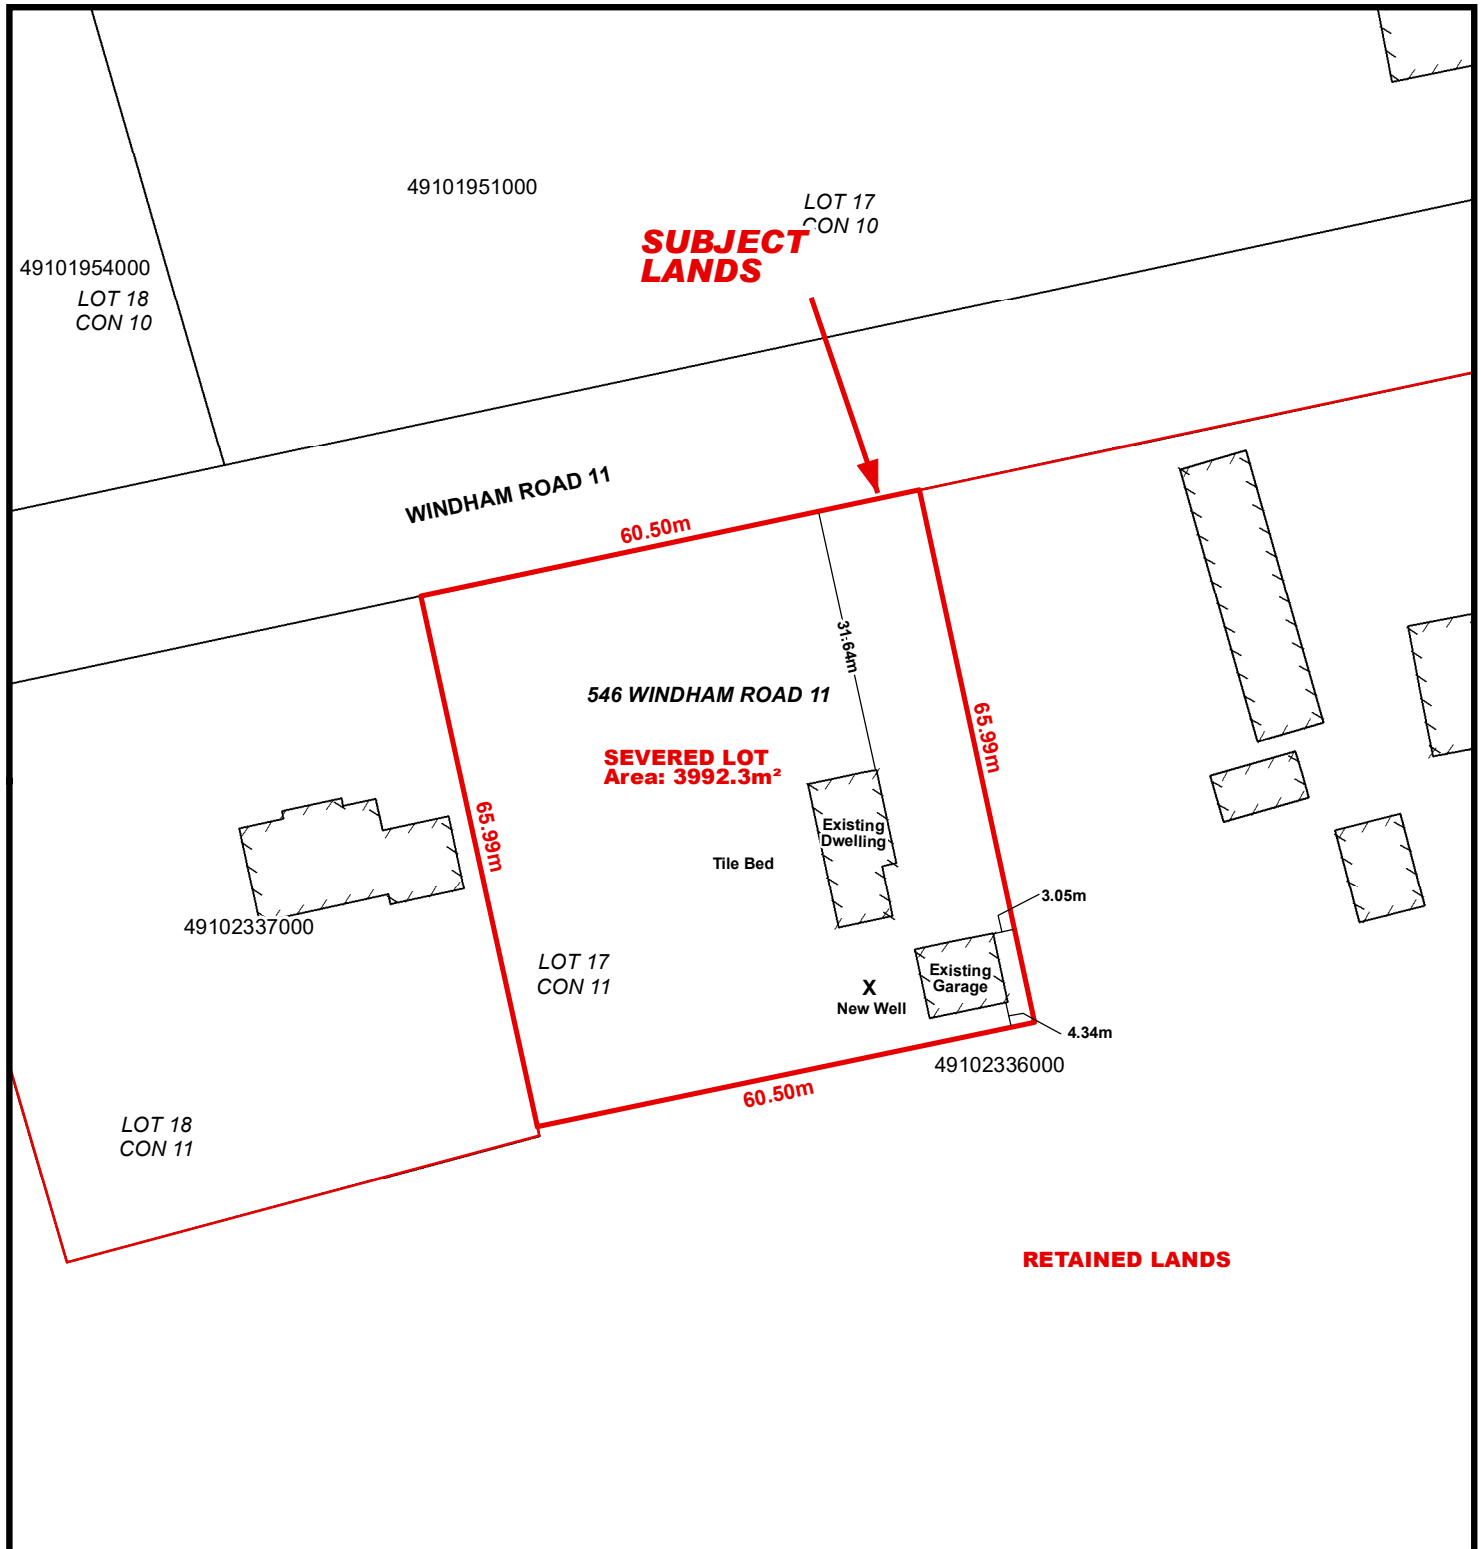 49101951000
LOT 17
CON 10
SUBJECT
LANDS
49101954000
LOT 18
CON 10
WINDHAM ROAD 11
60.50m
31.64m
546 WINDHAM ROAD 11
65.99m
SEVERED LOT
Area: 3992.3m²
65.99m
Existing
Dwelling
Tile Bed
3.05m
49102337000
LOT 17
CON 11
Existing
Garage
X
New Well
4.34m
49102336000
60.50m
LOT 18
CON 11
RETAINED LANDS